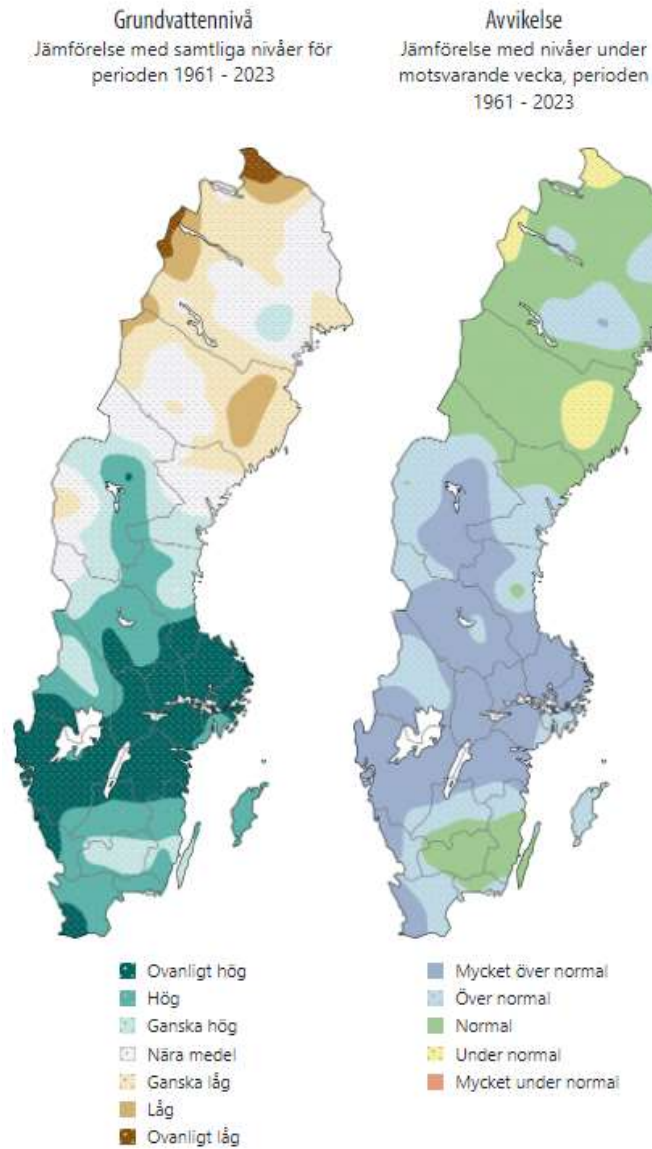 Grundvattennivå
Jämförelse med samtliga nivåer för
perioden 1961 - 2023
Avvikelse
Jämförelse med nivåer under
motsvarande vecka, perioden
1961 - 2023
Ovanligt hög
Hög
Ganska hög
Nära medel
Ganska låg
Låg
Ovanligt låg
Mycket över normal
Över normal
Normal
Under normal
Mycket under normal